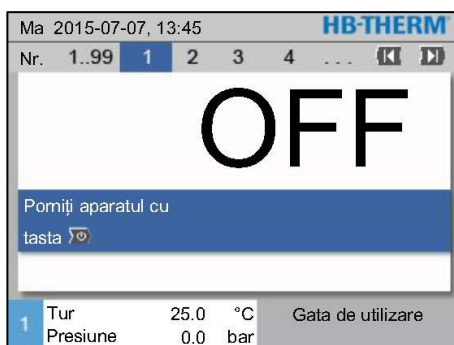 Ma 2015-07-07, 13:45 HB-THERM
Nr. 1..99 1 2 3 4 ...
OFF
Porniți aparatul cu
tasta
1 Tur 25.0 °C Gata de utilizare
Presiune 0.0 bar